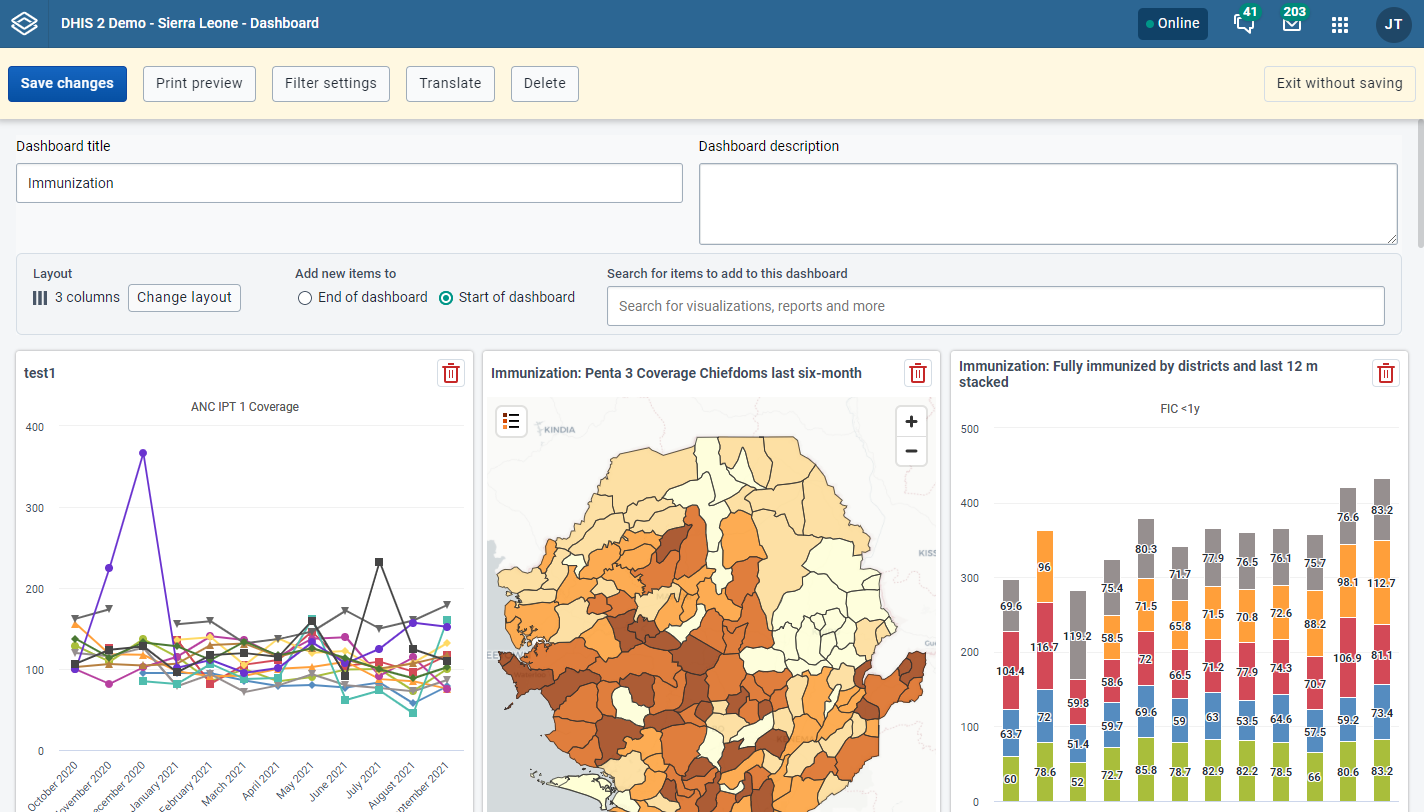 DHIS 2 Demo - Sierra Leone - Dashboard
Online
41
203
JT
Save changes
Print preview
Filter settings
Translate
Delete
Exit without saving
Dashboard title
Dashboard description
Immunization
Layout
3 columns
Change layout
Add new items to
End of dashboard
Start of dashboard
Search for items to add to this dashboard
Search for visualizations, reports and more
test1
ANC IPT 1 Coverage
400
300
200
100
0
October 2020
November 2020
December 2020
January 2021
February 2021
March 2021
April 2021
May 2021
June 2021
July 2021
August 2021
Immunization: Penta 3 Coverage Chiefdoms last six-month
KINDIA
Immunization: Fully immunized by districts and last 12 m
stacked
FIC <1y
500
400
300
200
100
0
69.6
104.4
63.7
60
96
116.7
72
78.6
119.2
59.8
51.4
52
75.4
58.5
58.6
59.7
72.7
80.3
71.5
72
69.6
85.8
71.7
65.8
66.5
59
78.7
77.9
71.5
71.2
63
82.9
76.5
70.8
77.9
53.5
82.2
76.1
72.6
74.3
64.6
78.5
75.7
88.2
70.7
57.5
66
76.6
98.1
106.9
59.2
80.6
83.2
112.7
81.1
73.4
83.2